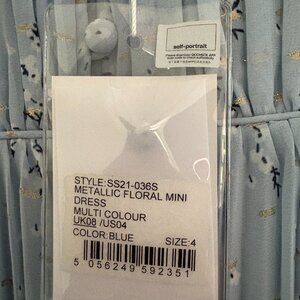 self-portrait
STYLE:SS21-036S
METALLIC FLORAL MINI
DRESS
MULTI COLOUR
UK08 /US04
COLOR:BLUE SIZE:4
5 056249 592351